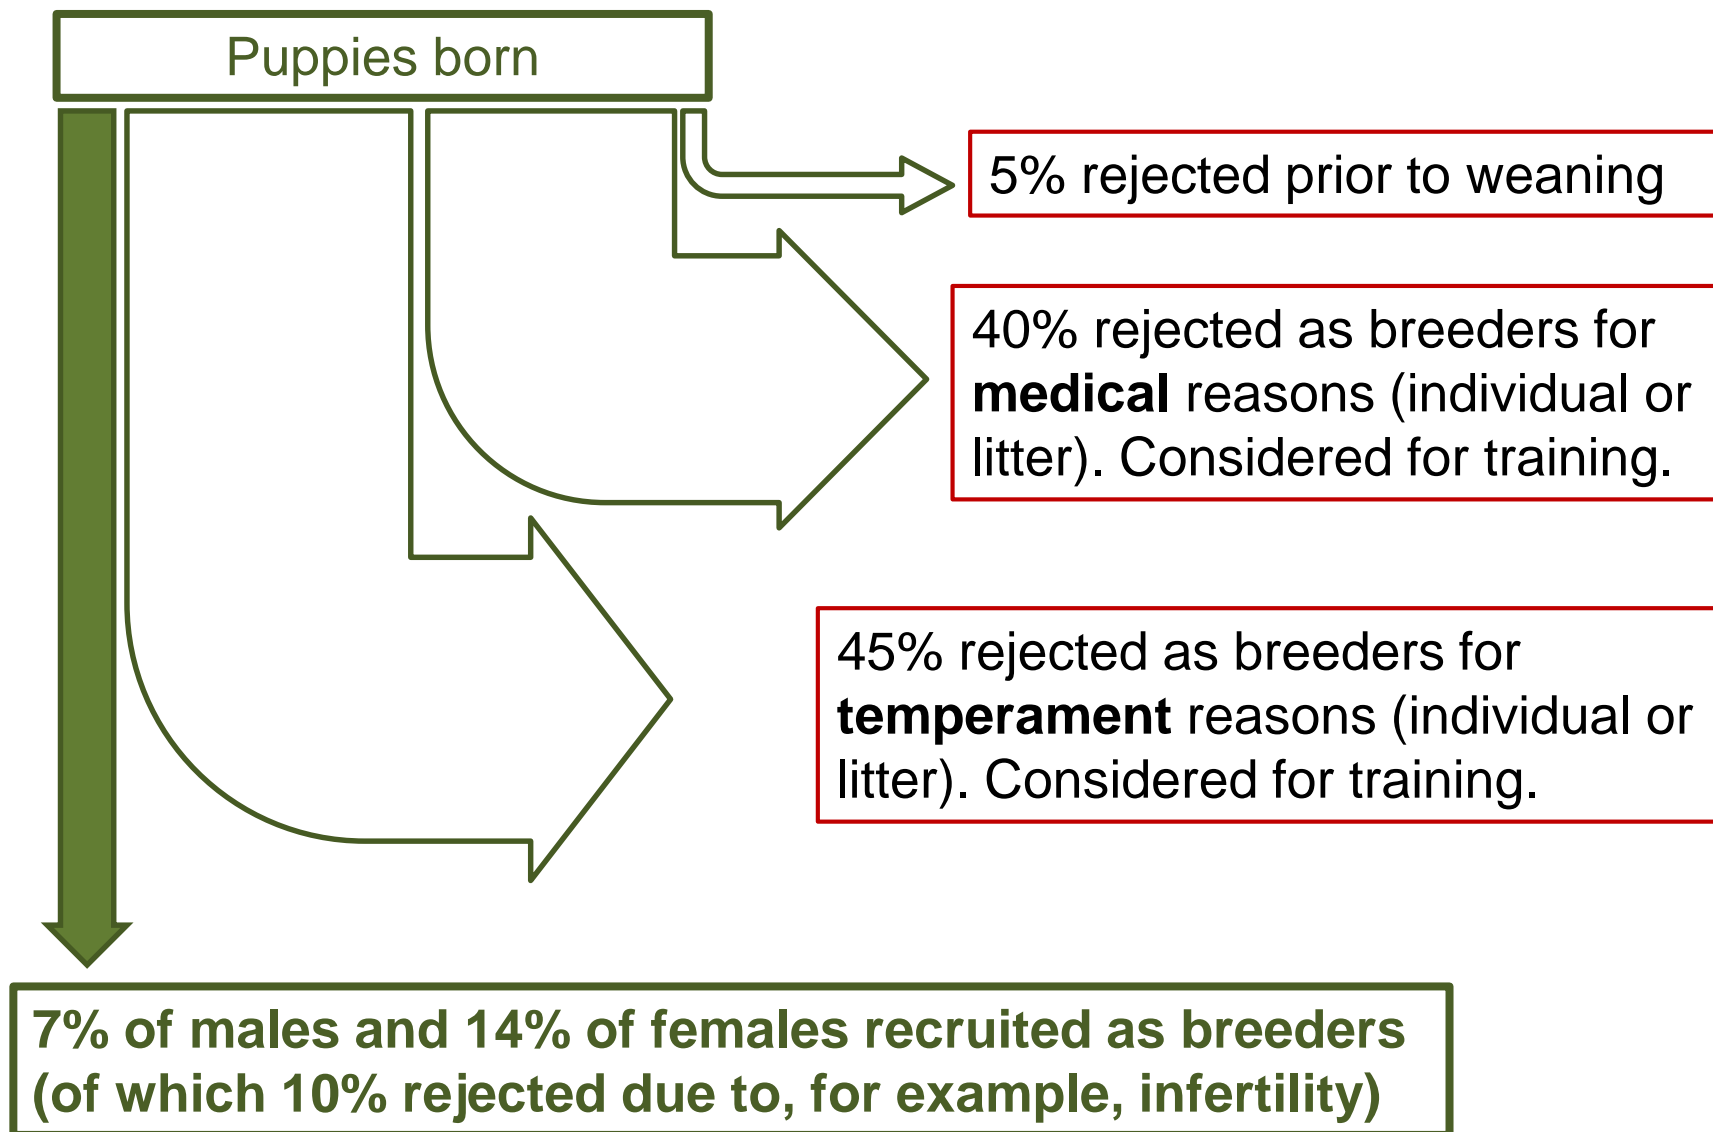 Puppies born
5% rejected prior to weaning
40% rejected as breeders for
medical reasons (individual or
litter). Considered for training.
45% rejected as breeders for
temperament reasons (individual or
litter). Considered for training.
7% of males and 14% of females recruited as breeders
(of which 10% rejected due to, for example, infertility)